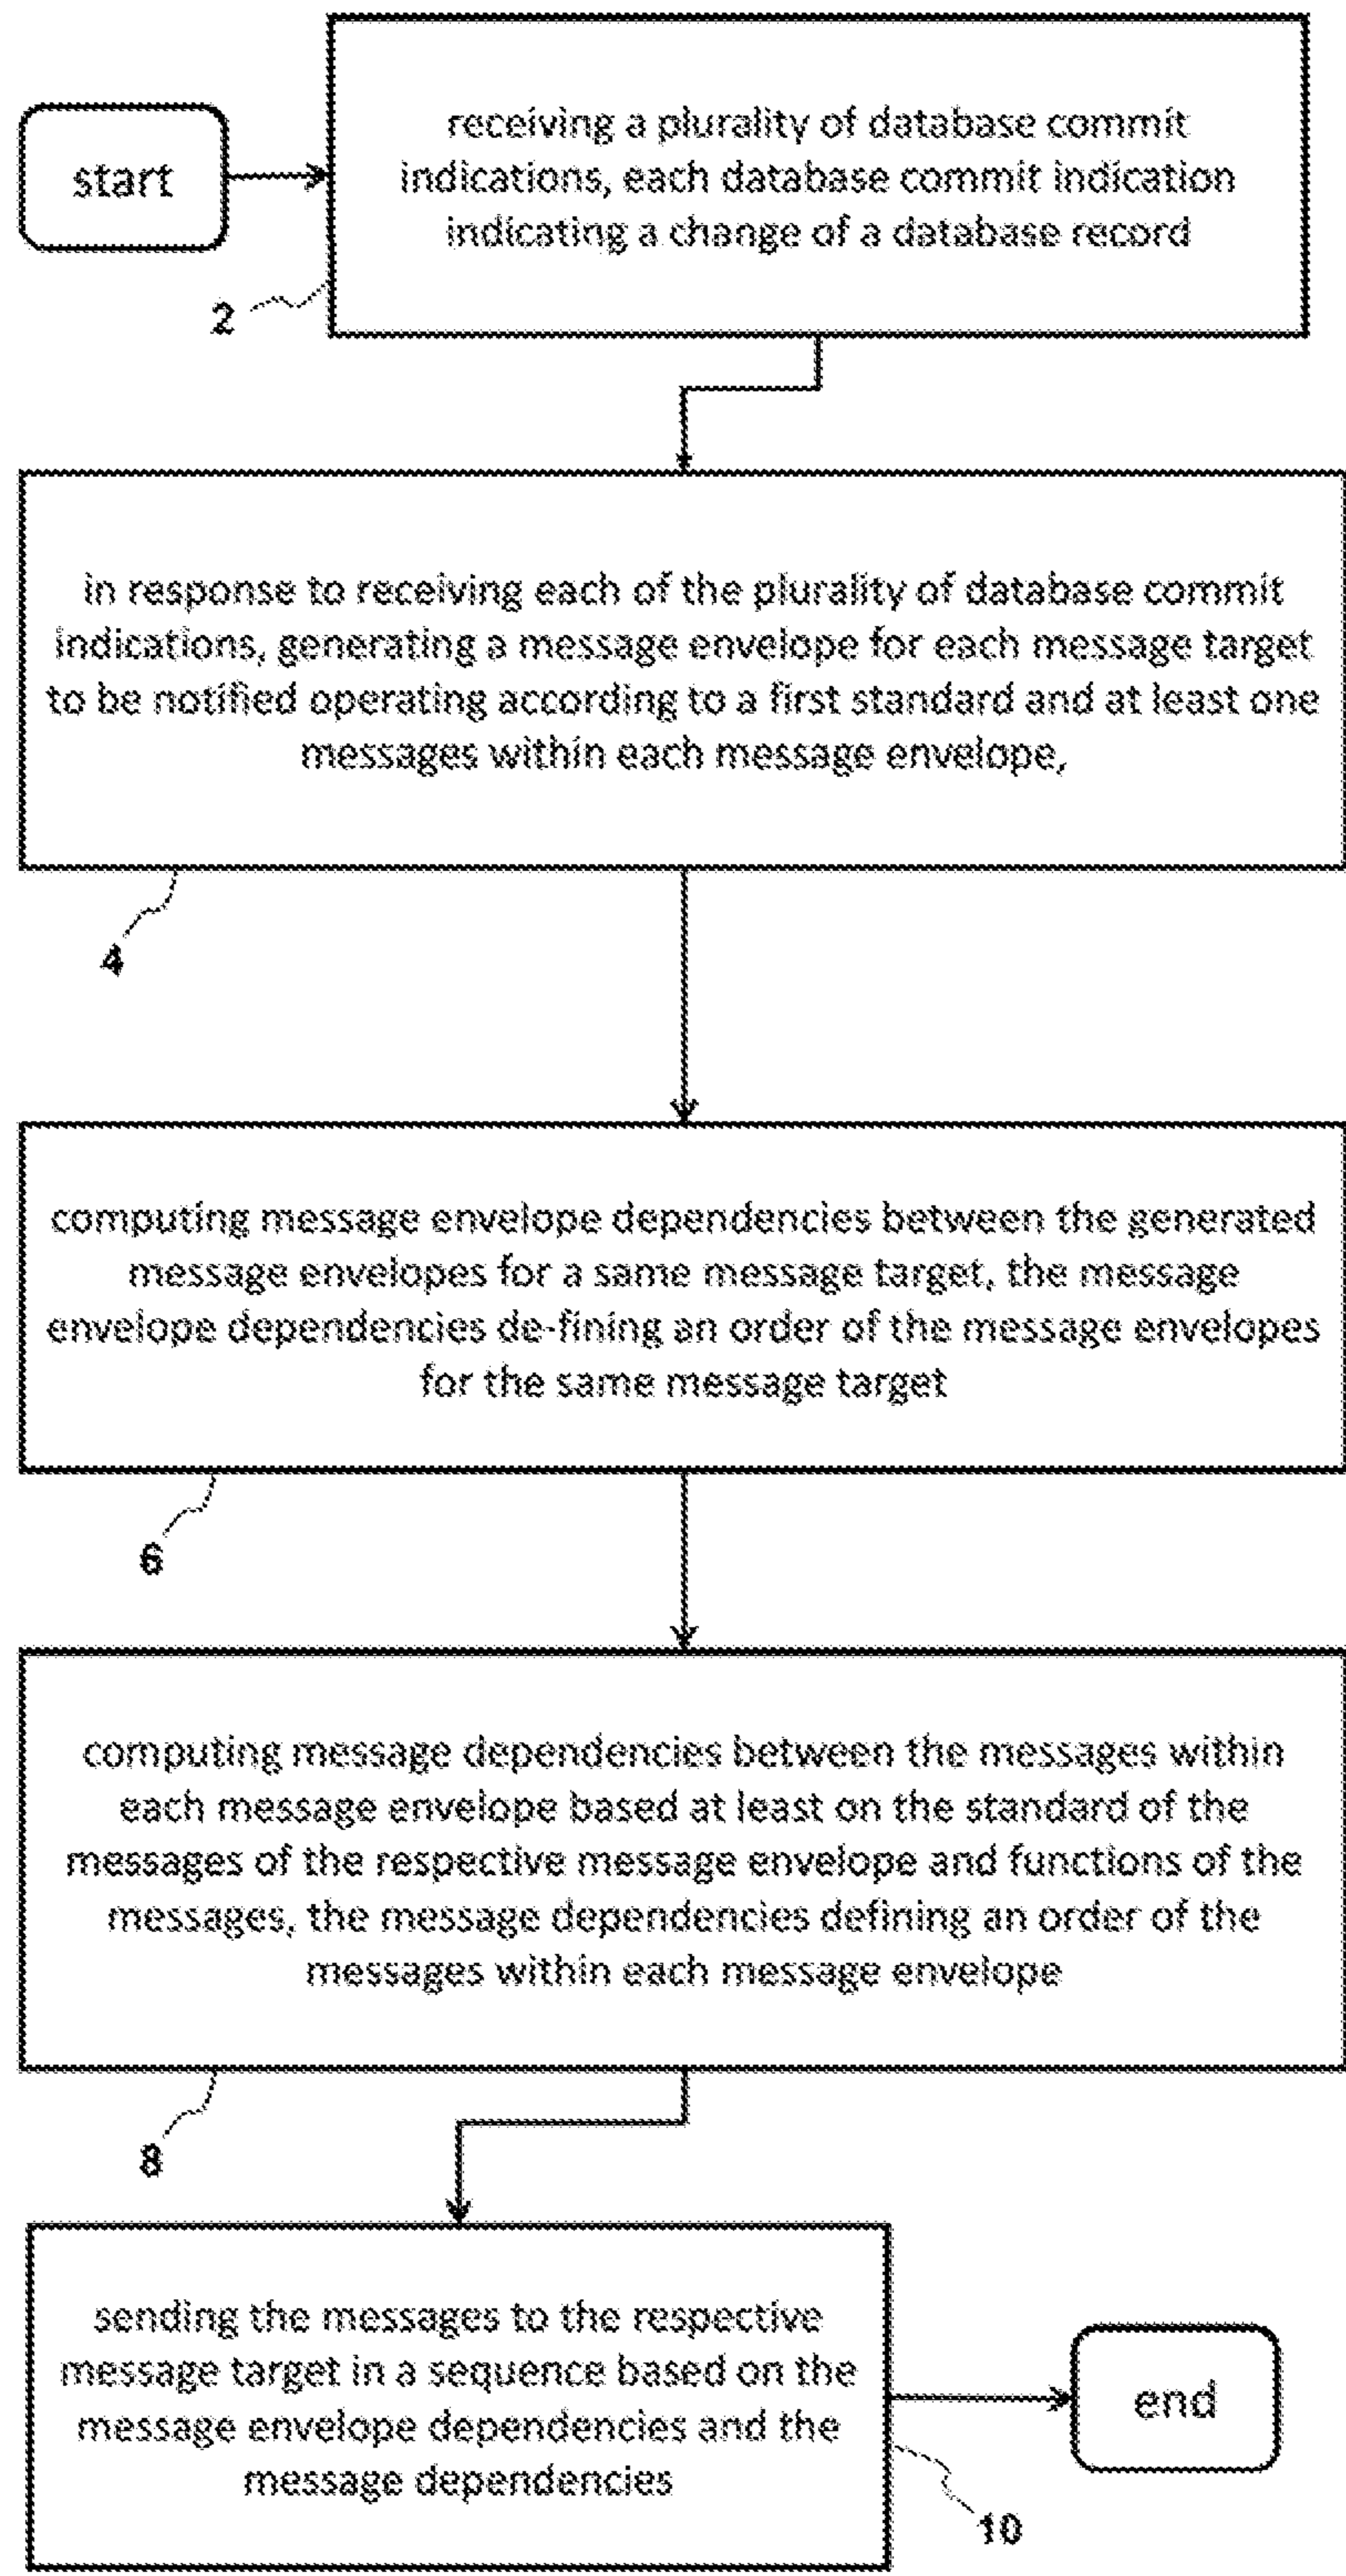 start
receiving a plurality of database commit
indications, each database commit indication
indicating a change of a database record
2
in response to receiving each of the plurality of database commit
indications, generating a message envelope for each message target
to be notified operating according to a first standard and at least one
messages within each message envelope,
4
computing message envelope dependencies between the generated
message envelopes for a same message target, the message
envelope dependencies de-fining an order of the message envelopes
for the same message target
6
computing message dependencies between the messages within
each message envelope based at least on the standard of the
messages of the respective message envelope and functions of the
messages, the message dependencies defining an order of the
messages within each message envelope
8
sending the messages to the respective
message target in a sequence based on the
message envelope dependencies and the
message dependencies
end
10